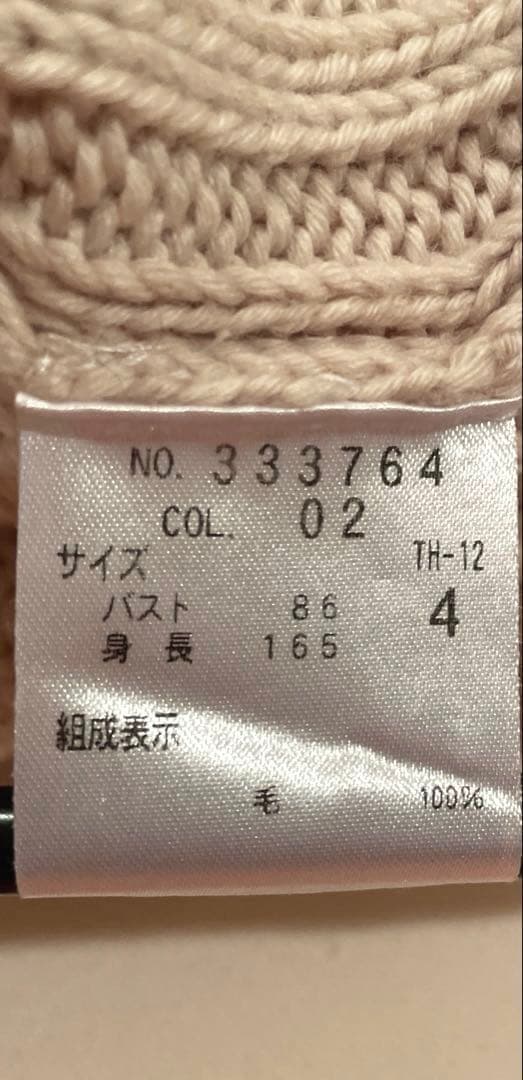 NO. 333764
COL. 02
サイズ TH-12
バスト 86 4
身長 165
組成表示
毛 100%